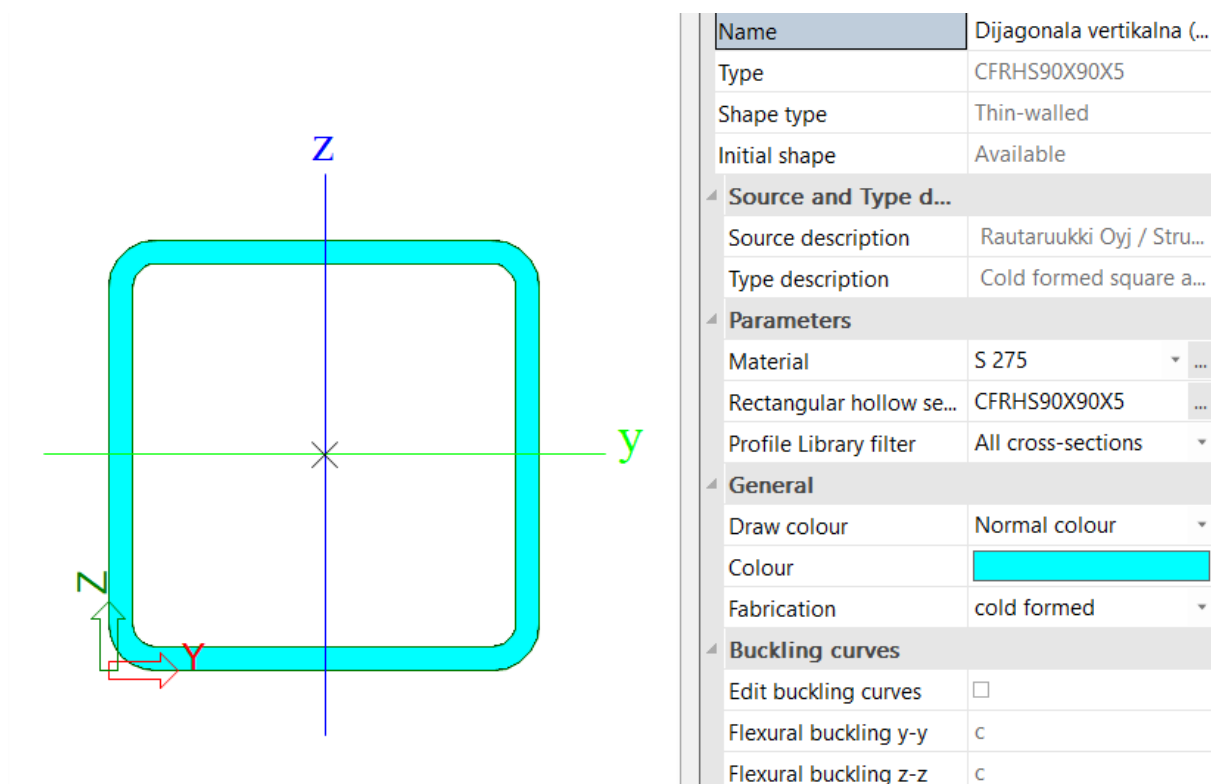 z
y
Z
Y
Name Dijagonala vertikalna (...
Type CFRHS90X90X5
Shape type Thin-walled
Initial shape Available
Source and Type d...
Source description Rautaruukki Oyj / Stru...
Type description Cold formed square a...
Parameters
Material S 275 ...
Rectangular hollow se... CFRHS90X90X5 ...
Profile Library filter All cross-sections
General
Draw colour Normal colour
Colour
Fabrication cold formed
Buckling curves
Edit buckling curves
Flexural buckling y-y c
Flexural buckling z-z c